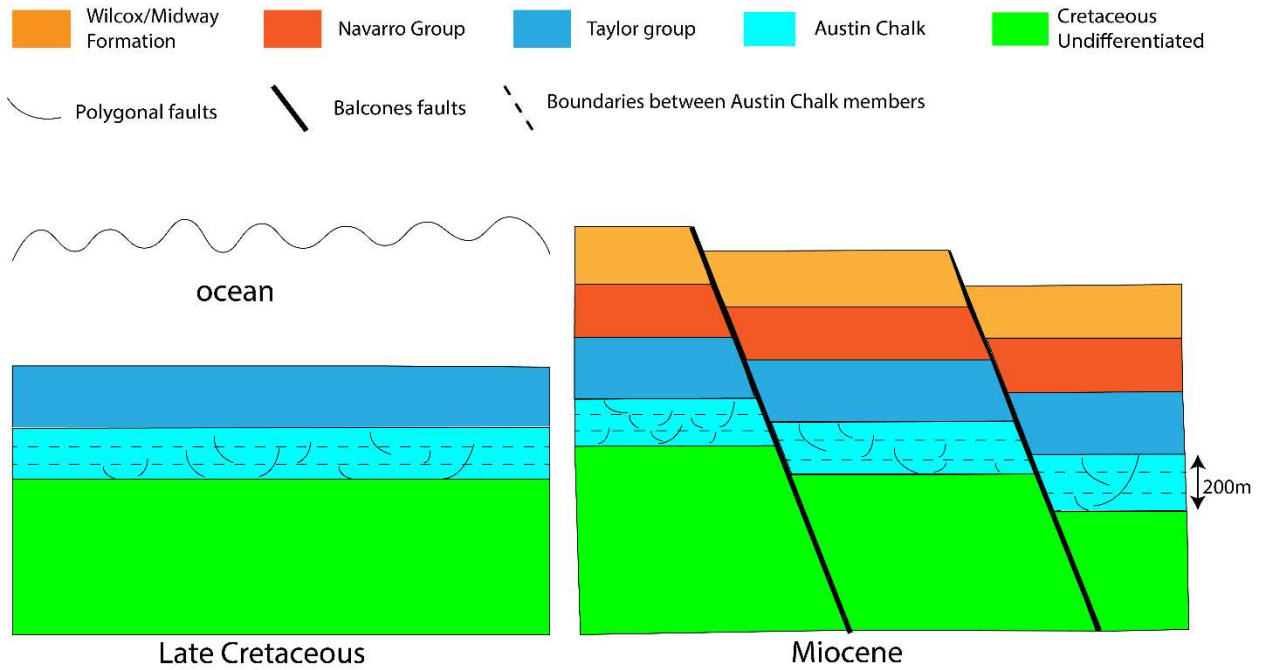 Wilcox/Midway
Formation
Navarro Group
Taylor group
Austin Chalk
Cretaceous
Undifferentiated
Polygonal faults
Balcones faults
Boundaries between Austin Chalk members
ocean
200m
Late Cretaceous
Miocene